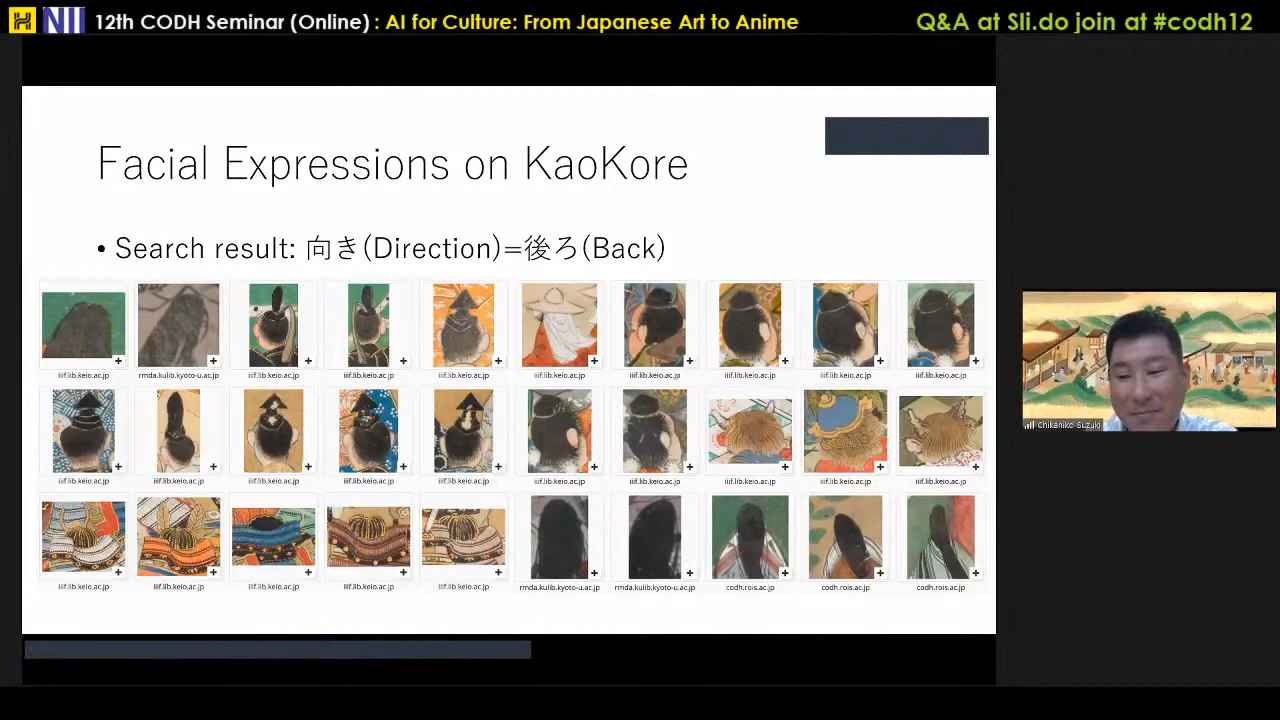 NII
12th CODH Seminar (Online) : AI for Culture: From Japanese Art to Anime
Q&A at Sli.do join at #codh12
Facial Expressions on KaoKore
• Search result: 向き(Direction)=後ろ(Back)
iiif.lib.keio.ac.jp rmda.kulib.kyoto-u.ac.jp iiif.lib.keio.ac.jp iiif.lib.keio.ac.jp iiif.lib.keio.ac.jp iiif.lib.keio.ac.jp iiif.lib.keio.ac.jp iiif.lib.keio.ac.jp iiif.lib.keio.ac.jp iiif.lib.keio.ac.jp
iiif.lib.keio.ac.jp iiif.lib.keio.ac.jp iiif.lib.keio.ac.jp iiif.lib.keio.ac.jp iiif.lib.keio.ac.jp iiif.lib.keio.ac.jp iiif.lib.keio.ac.jp iiif.lib.keio.ac.jp iiif.lib.keio.ac.jp iiif.lib.keio.ac.jp
iiif.lib.keio.ac.jp iiif.lib.keio.ac.jp iiif.lib.keio.ac.jp iiif.lib.keio.ac.jp iiif.lib.keio.ac.jp rmda.kulib.kyoto-u.ac.jp rmda.kulib.kyoto-u.ac.jp codh.rois.ac.jp codh.rois.ac.jp codh.rois.ac.jp
Chikahiko Suzuki